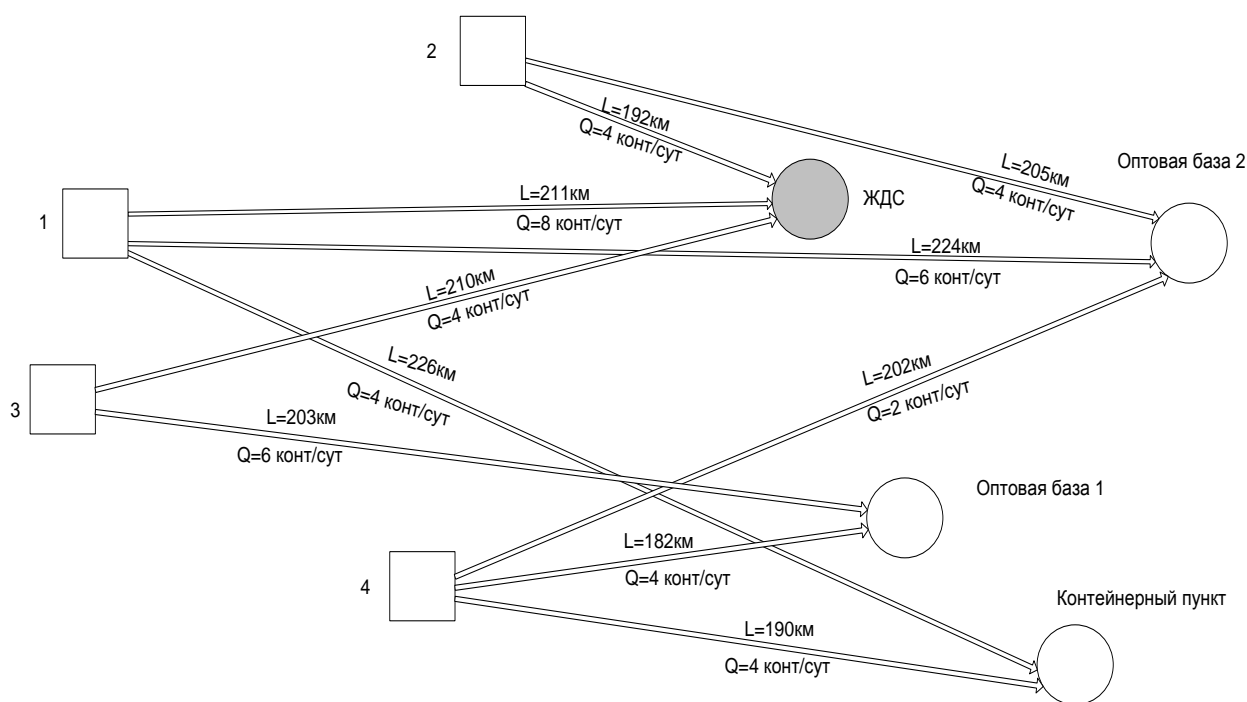 2
L=192км
Q=4 конт/сут
L=205км
Q=4 конт/сут
Оптовая база 2
1
L=211км
Q=8 конт/сут
ЖДС
L=224км
Q=6 конт/сут
L=210км
Q=4 конт/сут
L=226км
Q=4 конт/сут
L=202км
Q=2 конт/сут
3
L=203км
Q=6 конт/сут
Оптовая база 1
4
L=182км
Q=4 конт/сут
Контейнерный пункт
L=190км
Q=4 конт/сут